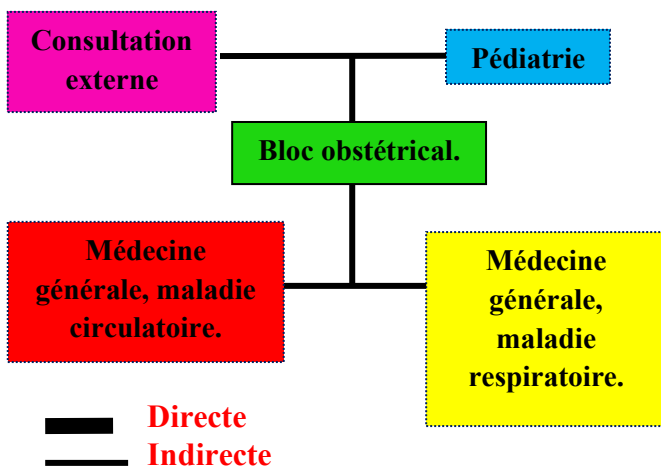 Consultation
externe
Pédiatrie
Bloc obstétrical.
Médecine
générale, maladie
circulatoire.
Médecine
générale,
maladie
respiratoire.
Directe
Indirecte